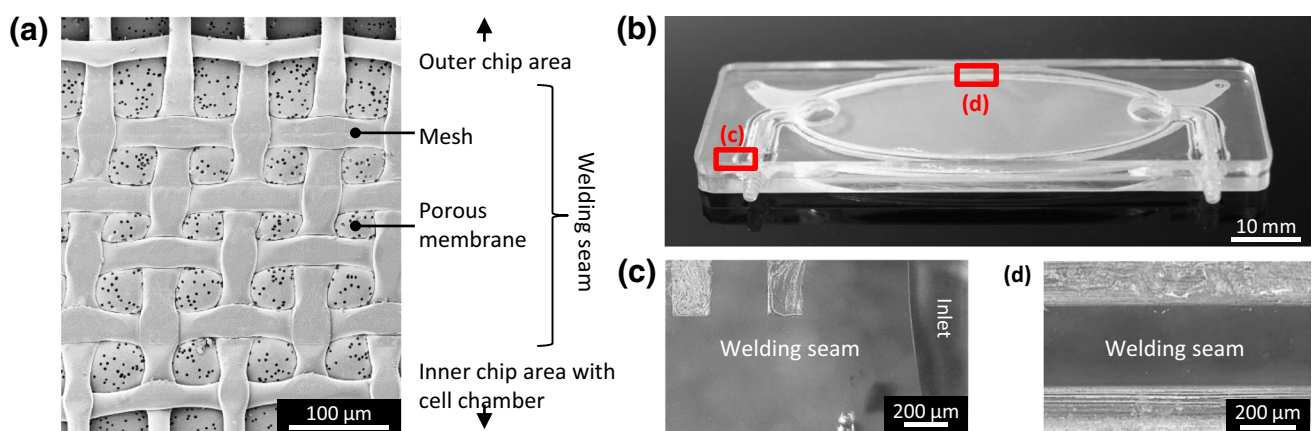 (a)
Outer chip area
Mesh
Porous
membrane
Welding seam
Inner chip area with
cell chamber
100 µm
(b)
(d)
(c)
10 mm
(c)
Welding seam
Inlet
200 µm
(d)
Welding seam
200 µm